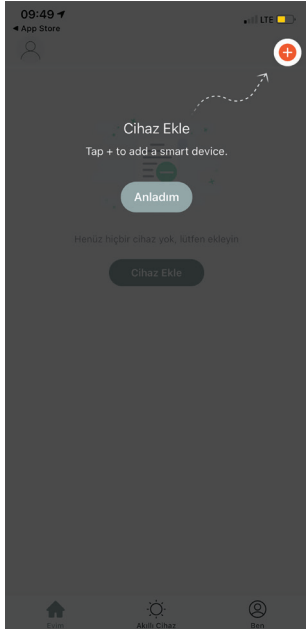 09:49
◀ App Store
LTE
Cihaz Ekle
Tap + to add a smart device.
Anladım
Henüz hiçbir cihaz yok, lütfen ekleyin
Cihaz Ekle
Evim
Akıllı Cihaz
Ben